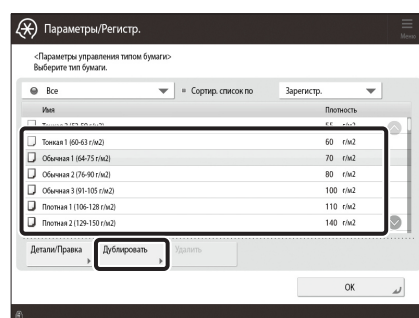 Параметры/Регистр.
Меню
<Параметры управления типом бумаги>
Выберите тип бумаги.
Все
Сортир. список по
Зарегистр.
Имя Плотность
55 г/м2
Тонкая 1 (60-63 г/м2) 60 г/м2
Обычная 1 (64-75 г/м2) 70 г/м2
Обычная 2 (76-90 г/м2) 80 г/м2
Обычная 3 (91-105 г/м2) 100 г/м2
Плотная 1 (106-128 г/м2) 110 г/м2
Плотная 2 (129-150 г/м2) 140 г/м2
Детали/Правка Дублировать Удалить
OK